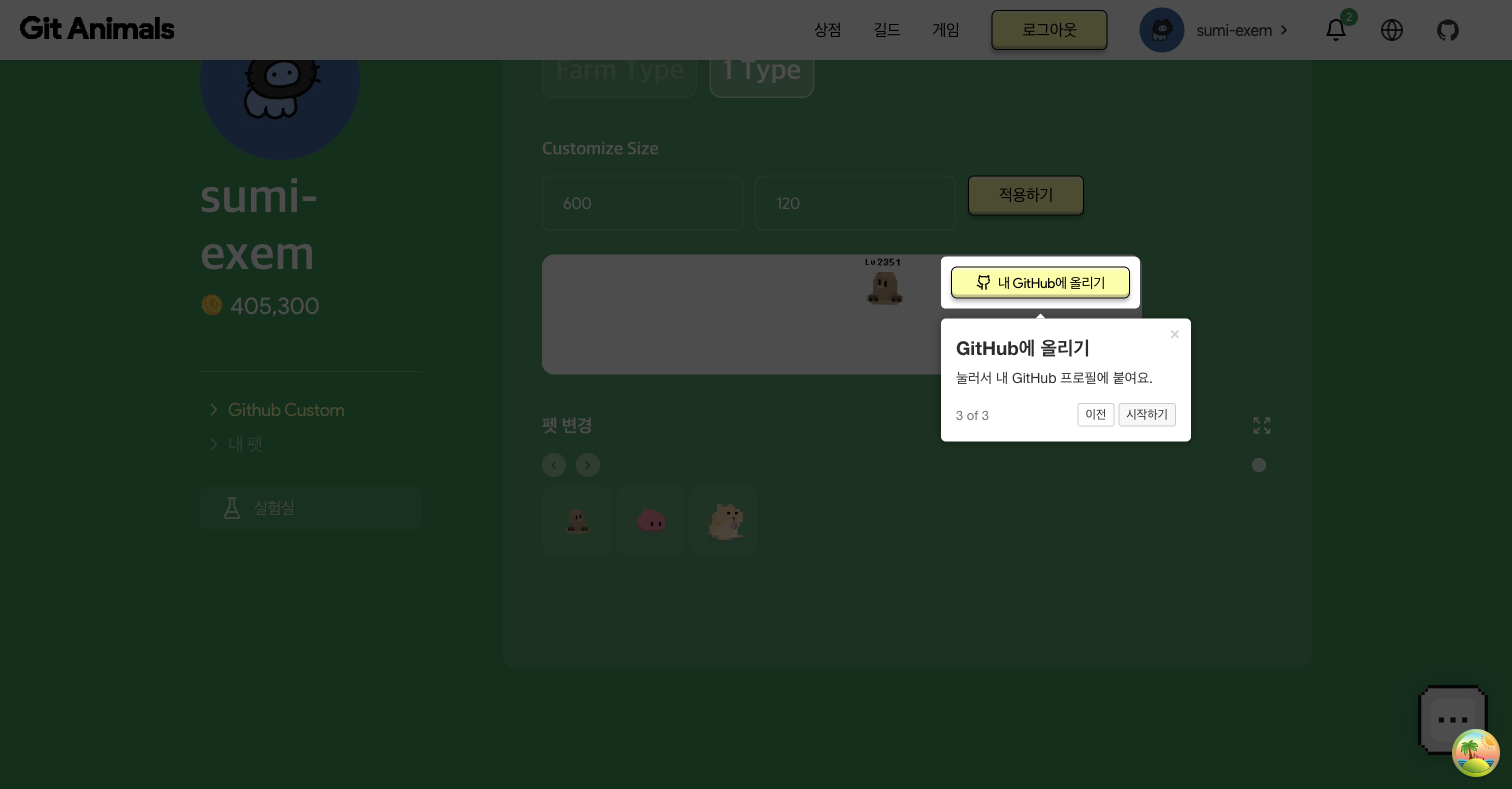 Git Animals
상점
길드
게임
로그아웃
sumi-exem
2
sumi-
exem
405,300
Github Custom
내 펫
실험실
Farm Type
1 Type
Customize Size
600
120
적용하기
Lv 2351
내 GitHub에 올리기
×
GitHub에 올리기
눌러서 내 GitHub 프로필에 붙여요.
3 of 3
이전
시작하기
펫 변경